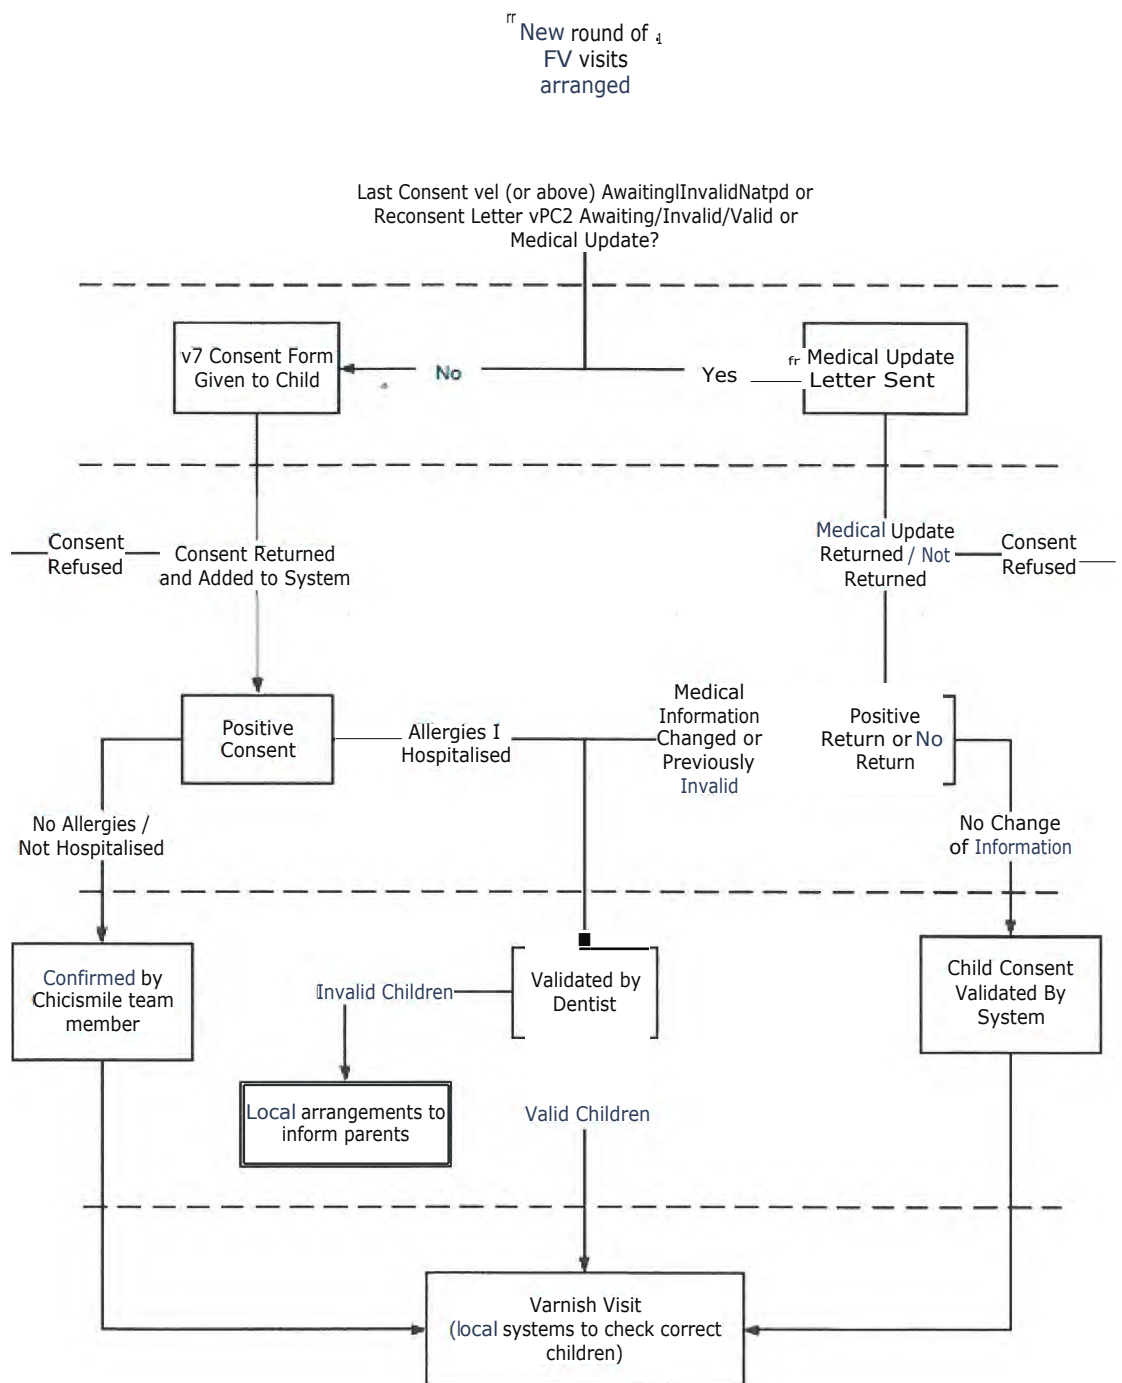 rr
New round of .1
FV visits
arranged
Last Consent vel (or above) AwaitinglInvalidNatpd or
Reconsent Letter vPC2 Awaiting/Invalid/Valid or
Medical Update?
v7 Consent Form
Given to Child
No
Yes
fr Medical Update
Letter Sent
Consent
Refused
Consent Returned
and Added to System
Medical Update
Returned / Not
Returned
Consent
Refused
Positive
Consent
Allergies I
Hospitalised
Medical
Information
Changed or
Previously
Invalid
Positive
Return or No
Return
No Allergies /
Not Hospitalised
No Change
of Information
Confirmed by
Chicismile team
member
Invalid Children
Validated by
Dentist
Child Consent
Validated By
System
Local arrangements to
inform parents
Valid Children
Varnish Visit
(local systems to check correct
children)